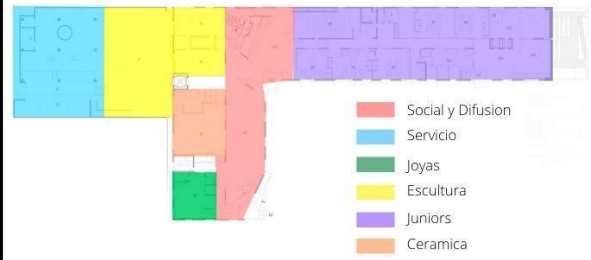 Social y Difusion
Servicio
Joyas
Escultura
Juniors
Ceramica